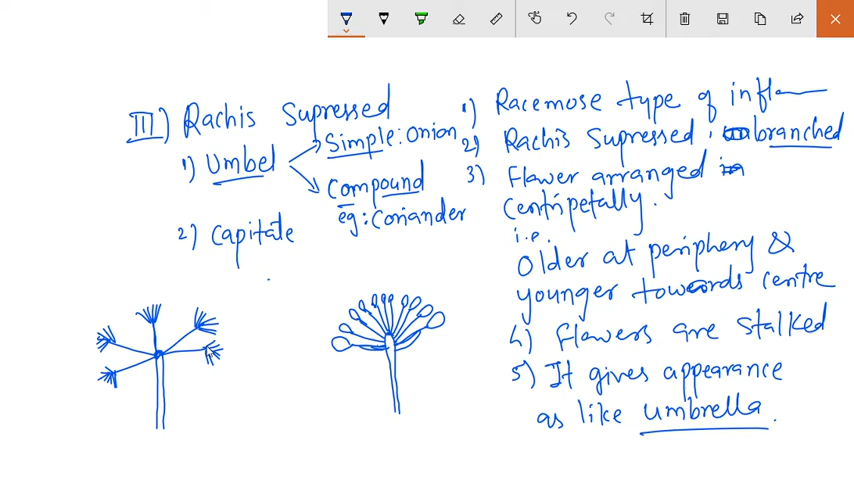 III) Rachis Supressed
1) Umbel
Simple: Onion
Compound
eg: Coriander
2) Capitate
1) Racemose type of infl
2) Rachis Supressed, branched
3) Flower arranged
centripetally.
i.e.
Older at periphery &
younger towards centre
4) Flowers are stalked
5) It gives appearance
as like umbrella.